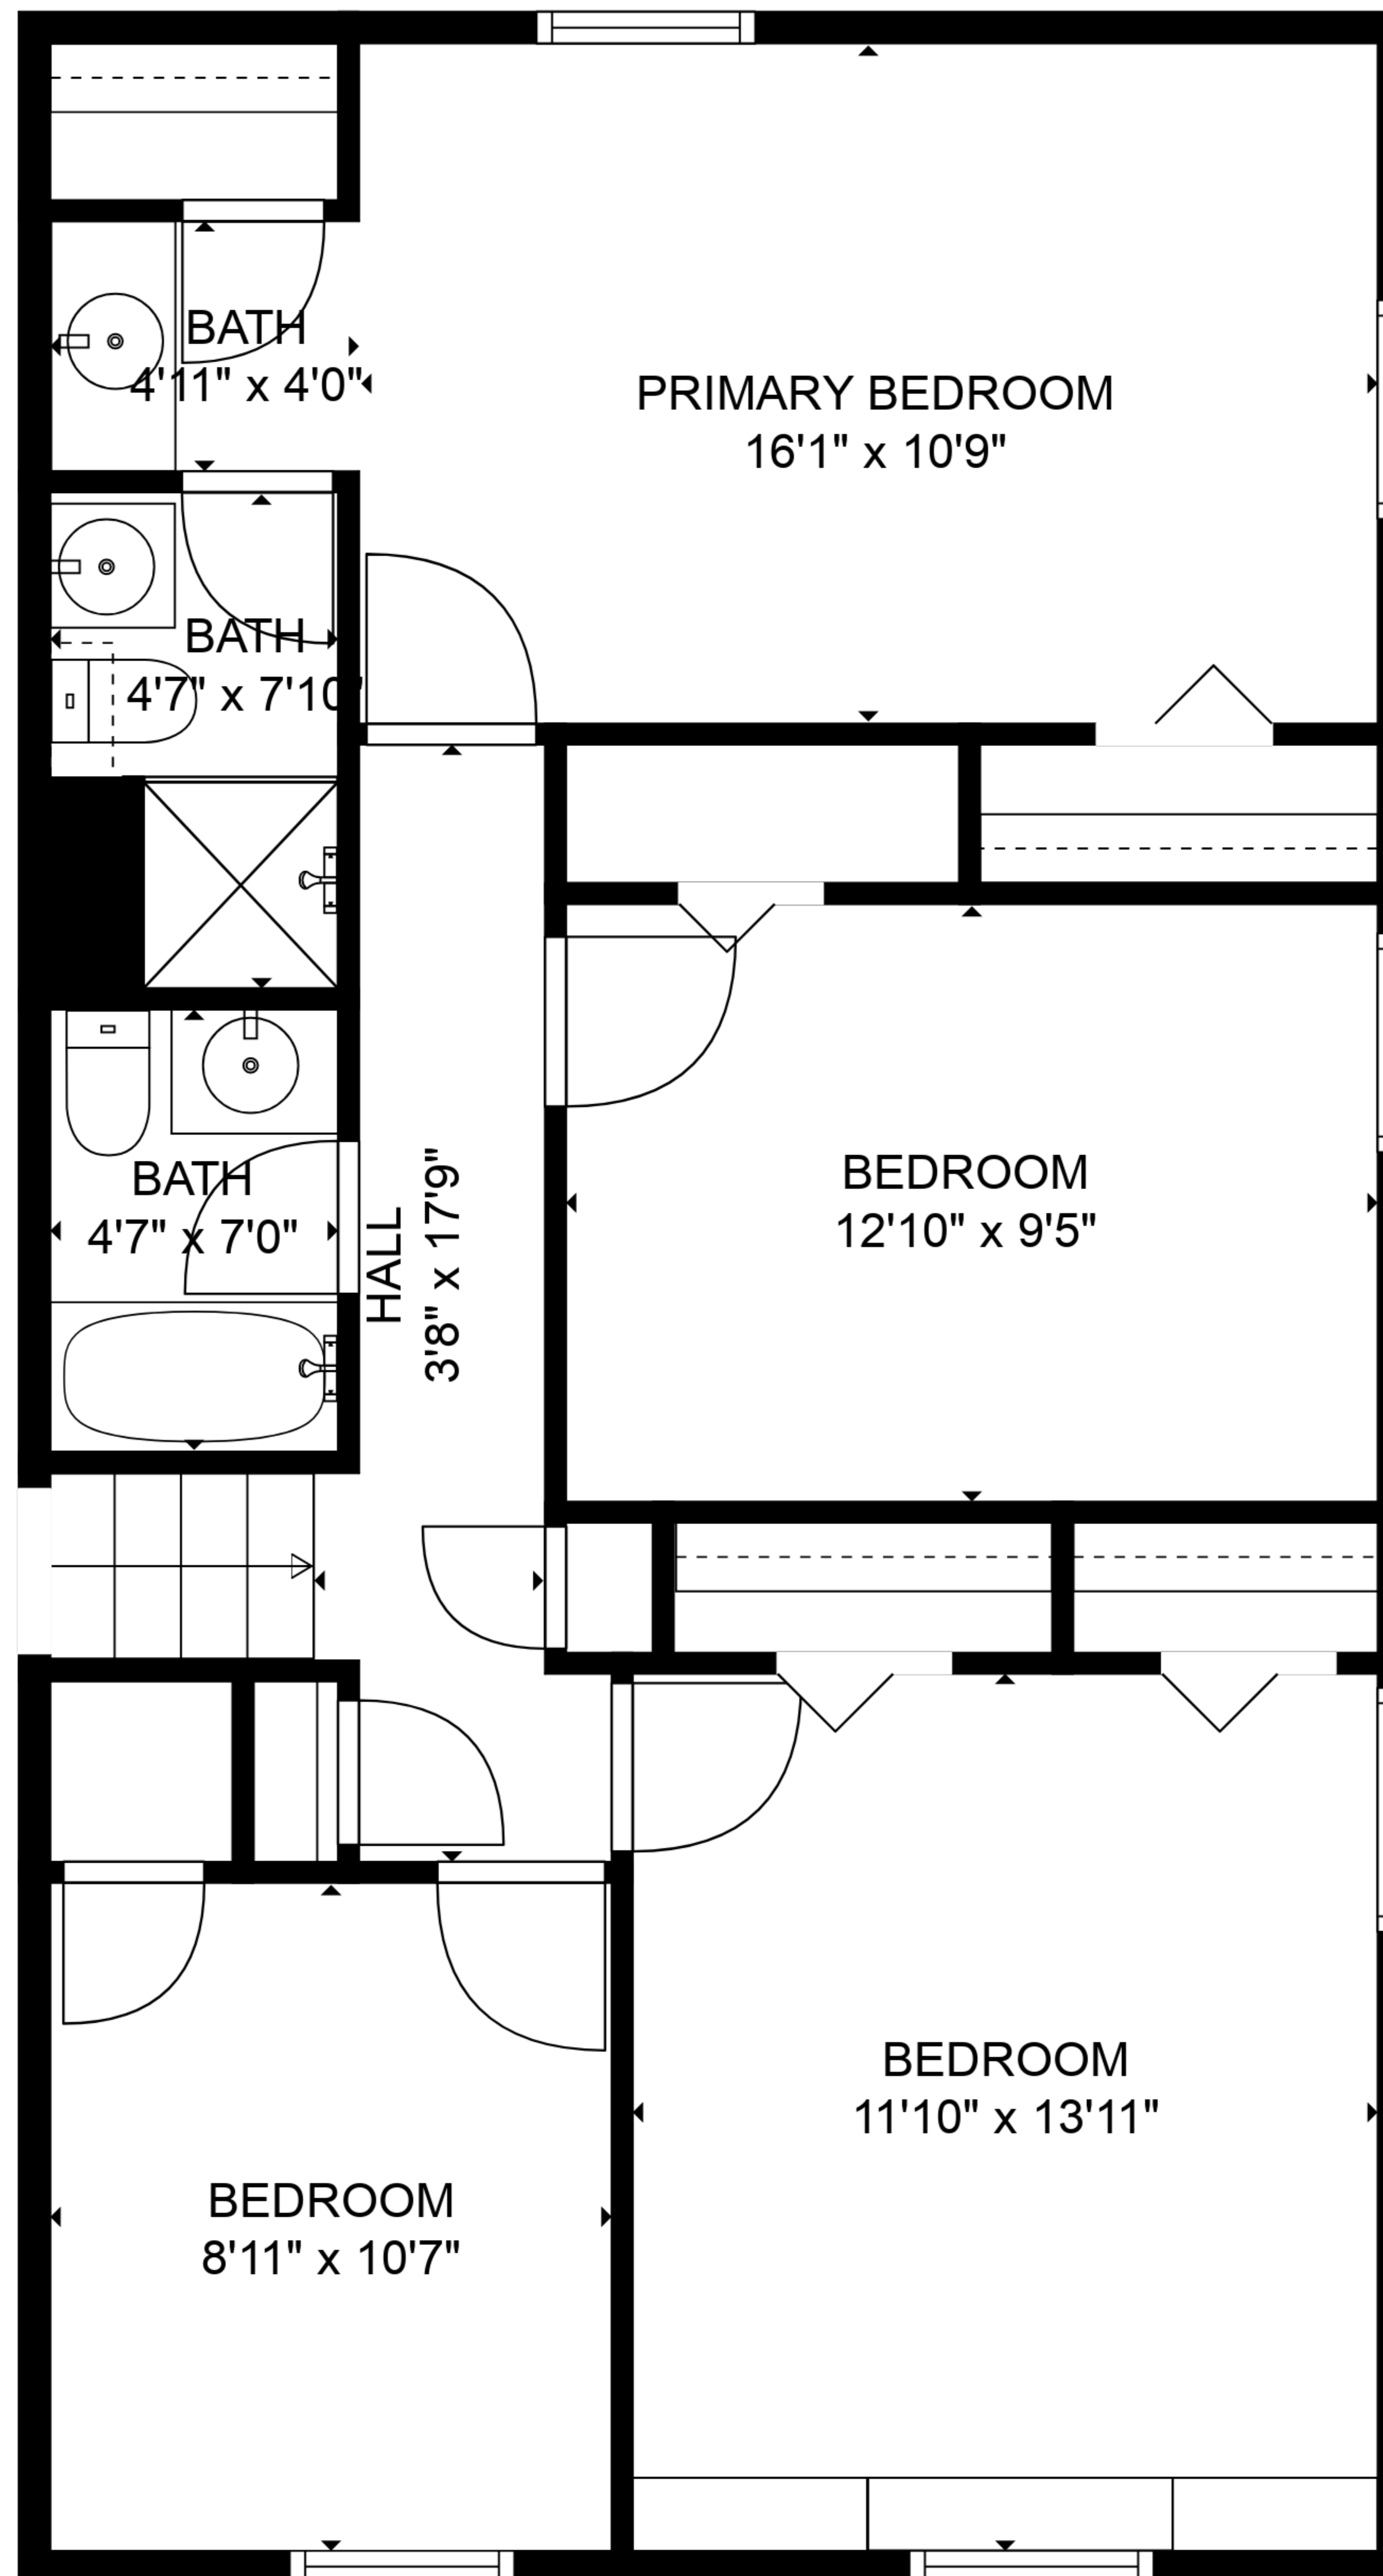 BATH
4'11" x 4'0"
PRIMARY BEDROOM
16'1" x 10'9"
BATH
4'7" x 7'10"
BATH
4'7" x 7'0"
HALL
3'8" x 17'9"
BEDROOM
12'10" x 9'5"
BEDROOM
11'10" x 13'11"
BEDROOM
8'11" x 10'7"